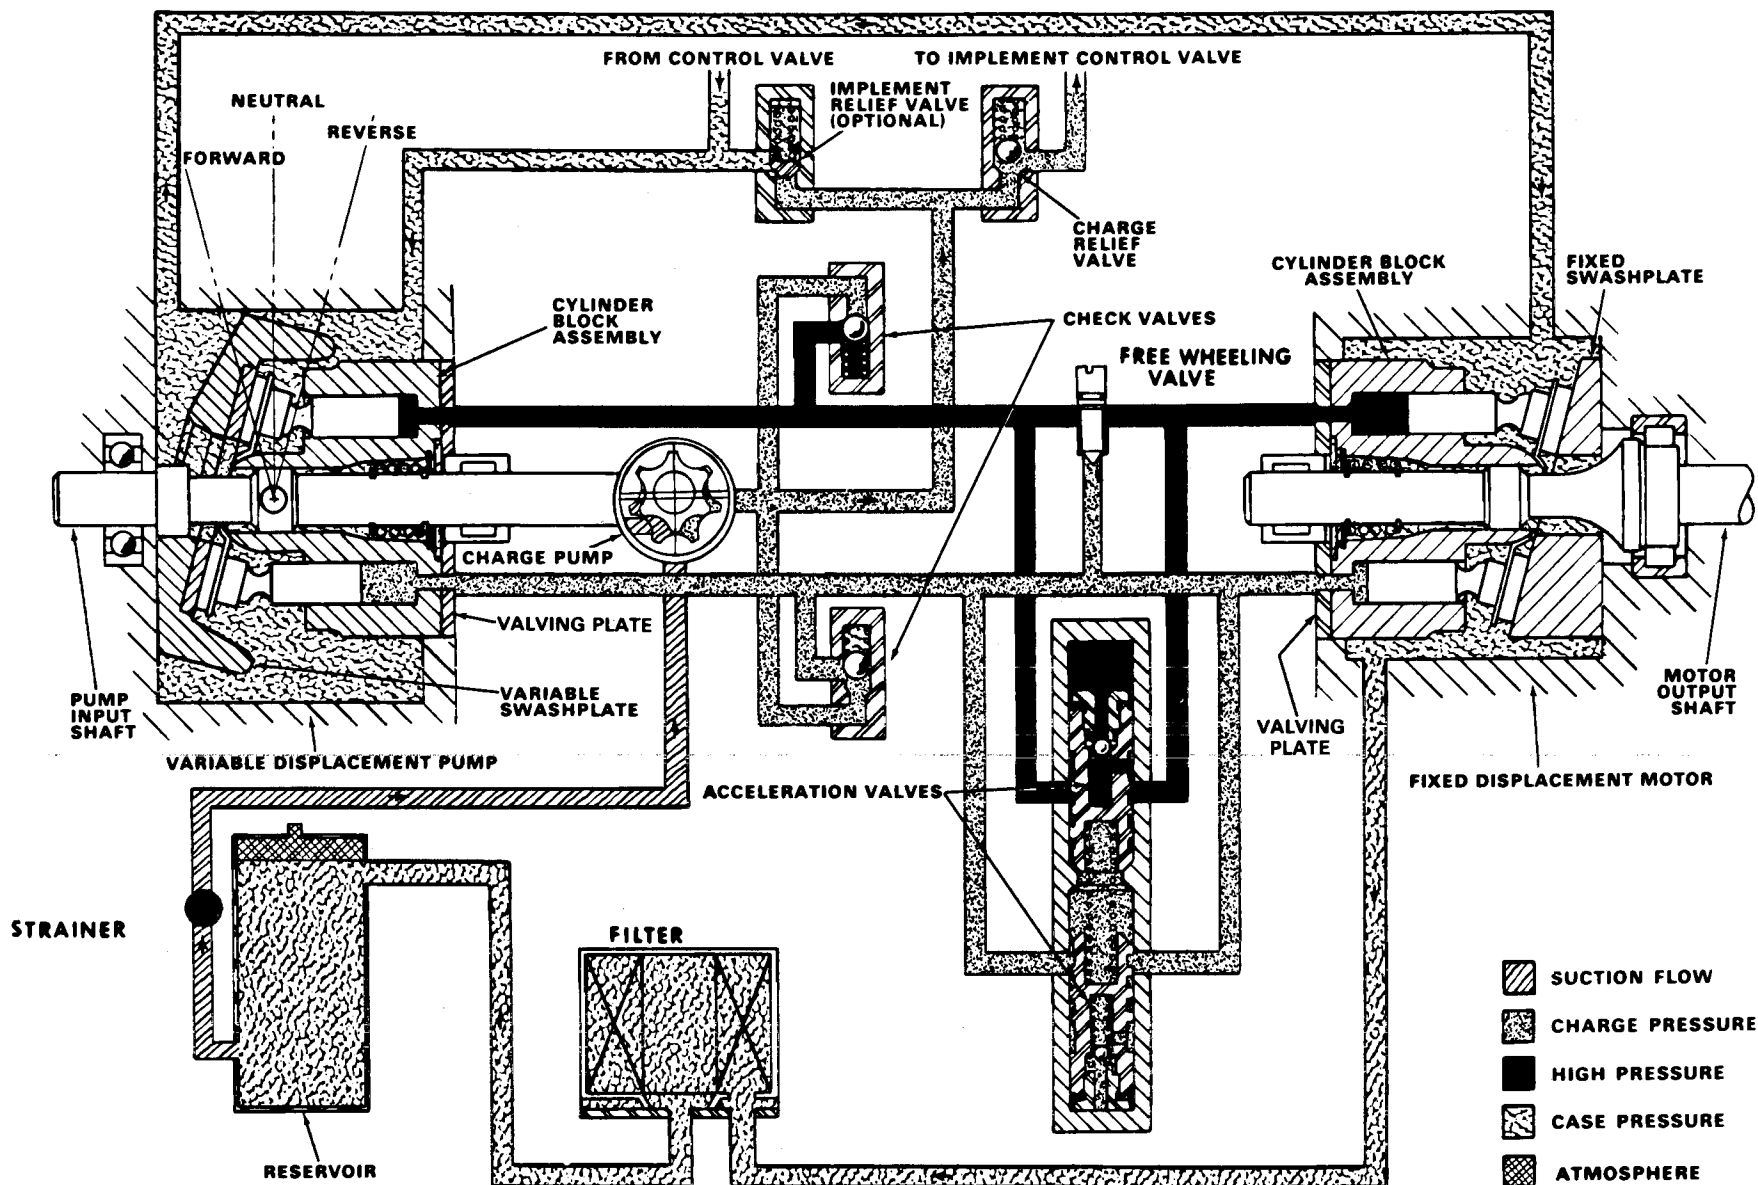 FROM CONTROL VALVE
TO IMPLEMENT CONTROL VALVE
NEUTRAL
REVERSE
FORWARD
IMPLEMENT
RELIEF VALVE
(OPTIONAL)
CHARGE
RELIEF
VALVE
CYLINDER BLOCK
ASSEMBLY
FIXED
SWASHPLATE
CYLINDER
BLOCK
ASSEMBLY
CHECK VALVES
FREE WHEELING
VALVE
CHARGE PUMP
VALVING PLATE
PUMP
INPUT
SHAFT
VARIABLE
SWASHPLATE
VARIABLE DISPLACEMENT PUMP
VALVING
PLATE
MOTOR
OUTPUT
SHAFT
FIXED DISPLACEMENT MOTOR
ACCELERATION VALVES
STRAINER
FILTER
RESERVOIR
SUCTION FLOW
CHARGE PRESSURE
HIGH PRESSURE
CASE PRESSURE
ATMOSPHERE